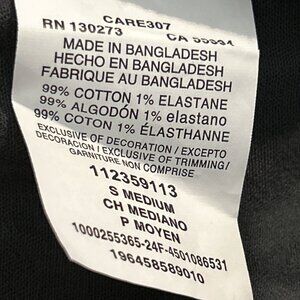 CARE307
RN 130273
MADE IN BANGLADESH
HECHO EN BANGLADESH
FABRIQUE AU BANGLADESH
99% COTTON 1% ELASTANE
99% ALGODÓN 1% elastano
99% COTON 1% ÉLASTHANNE
EXCLUSIVE OF DECORATION / EXCEPTO
DECORACIÓN / EXCLUSIVE OF TRIMMING/
GARNITURE NON COMPRISE
112359113
S MEDIUM
CH MEDIANO
P MOYEN
1000255365-24F-4501086531
196458589010